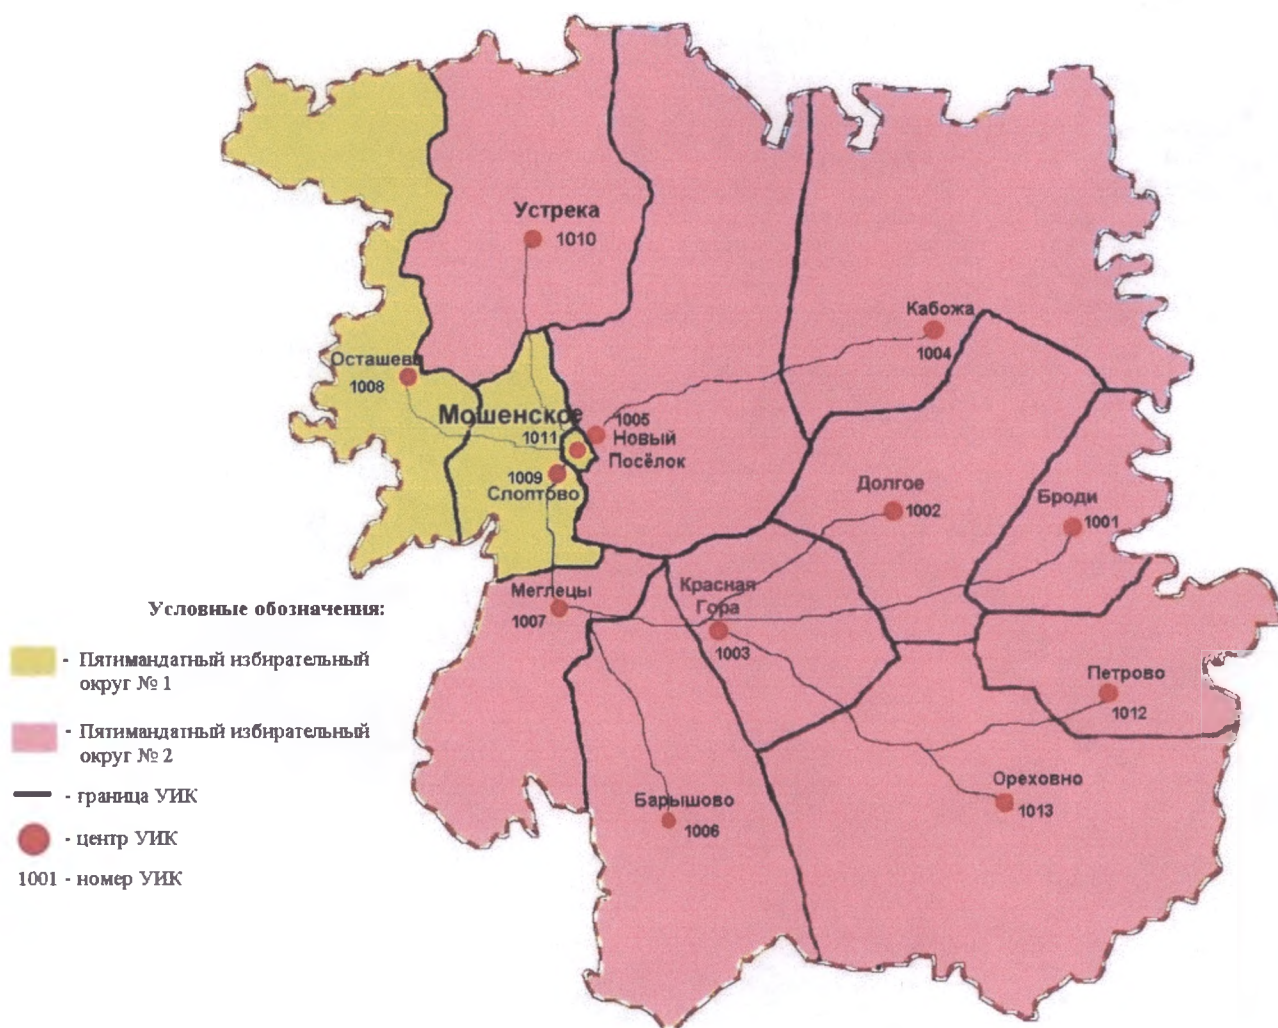 Устрека
1010
Кабожа
1004
Осташево
1008
Мошенское
1005
1011
Новый
Посёлок
1009
Слоптово
Долгое
1002
Броди
1001
Меглецы
1007
Красная
Гора
1003
Петрово
1012
Ореховно
1013
Барышово
1006
Условные обозначения:
- Пятимандатный избирательный
округ № 1
- Пятимандатный избирательный
округ № 2
- граница УИК
- центр УИК
1001 - номер УИК